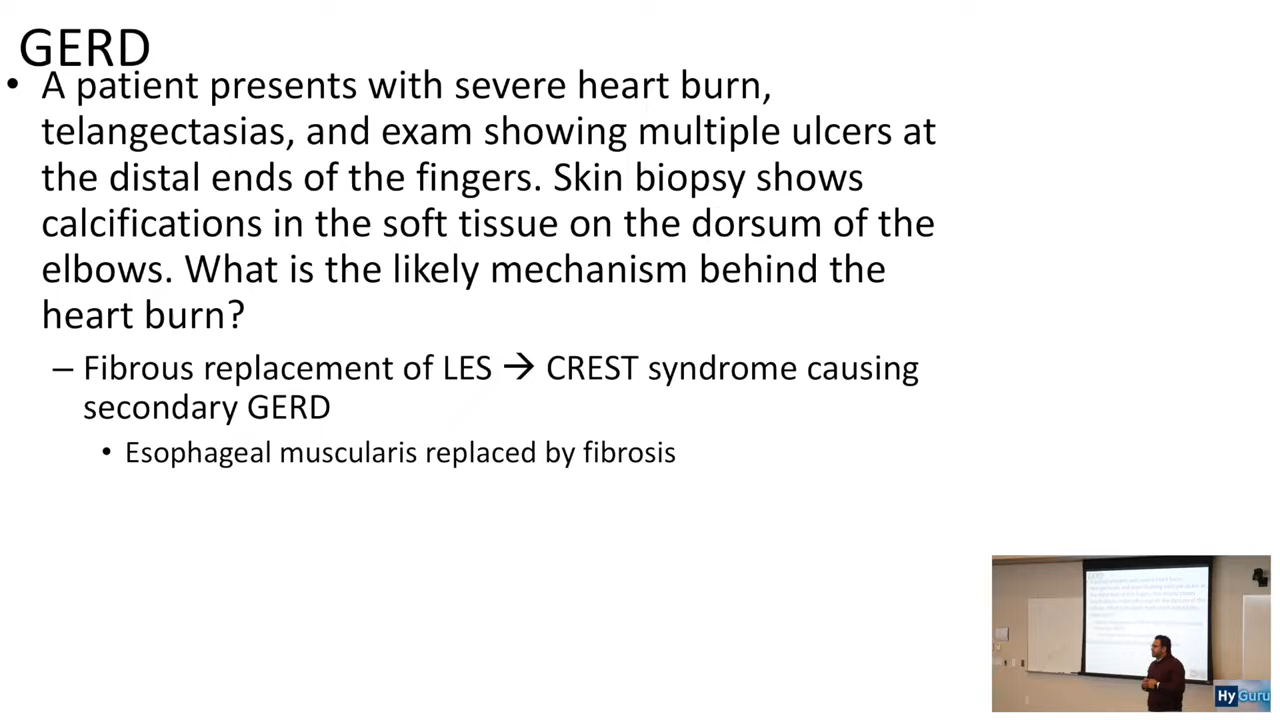 GERD
• A patient presents with severe heart burn,
telangectasias, and exam showing multiple ulcers at
the distal ends of the fingers. Skin biopsy shows
calcifications in the soft tissue on the dorsum of the
elbows. What is the likely mechanism behind the
heart burn?
– Fibrous replacement of LES → CREST syndrome causing
secondary GERD
• Esophageal muscularis replaced by fibrosis
GERD
Hy Guru